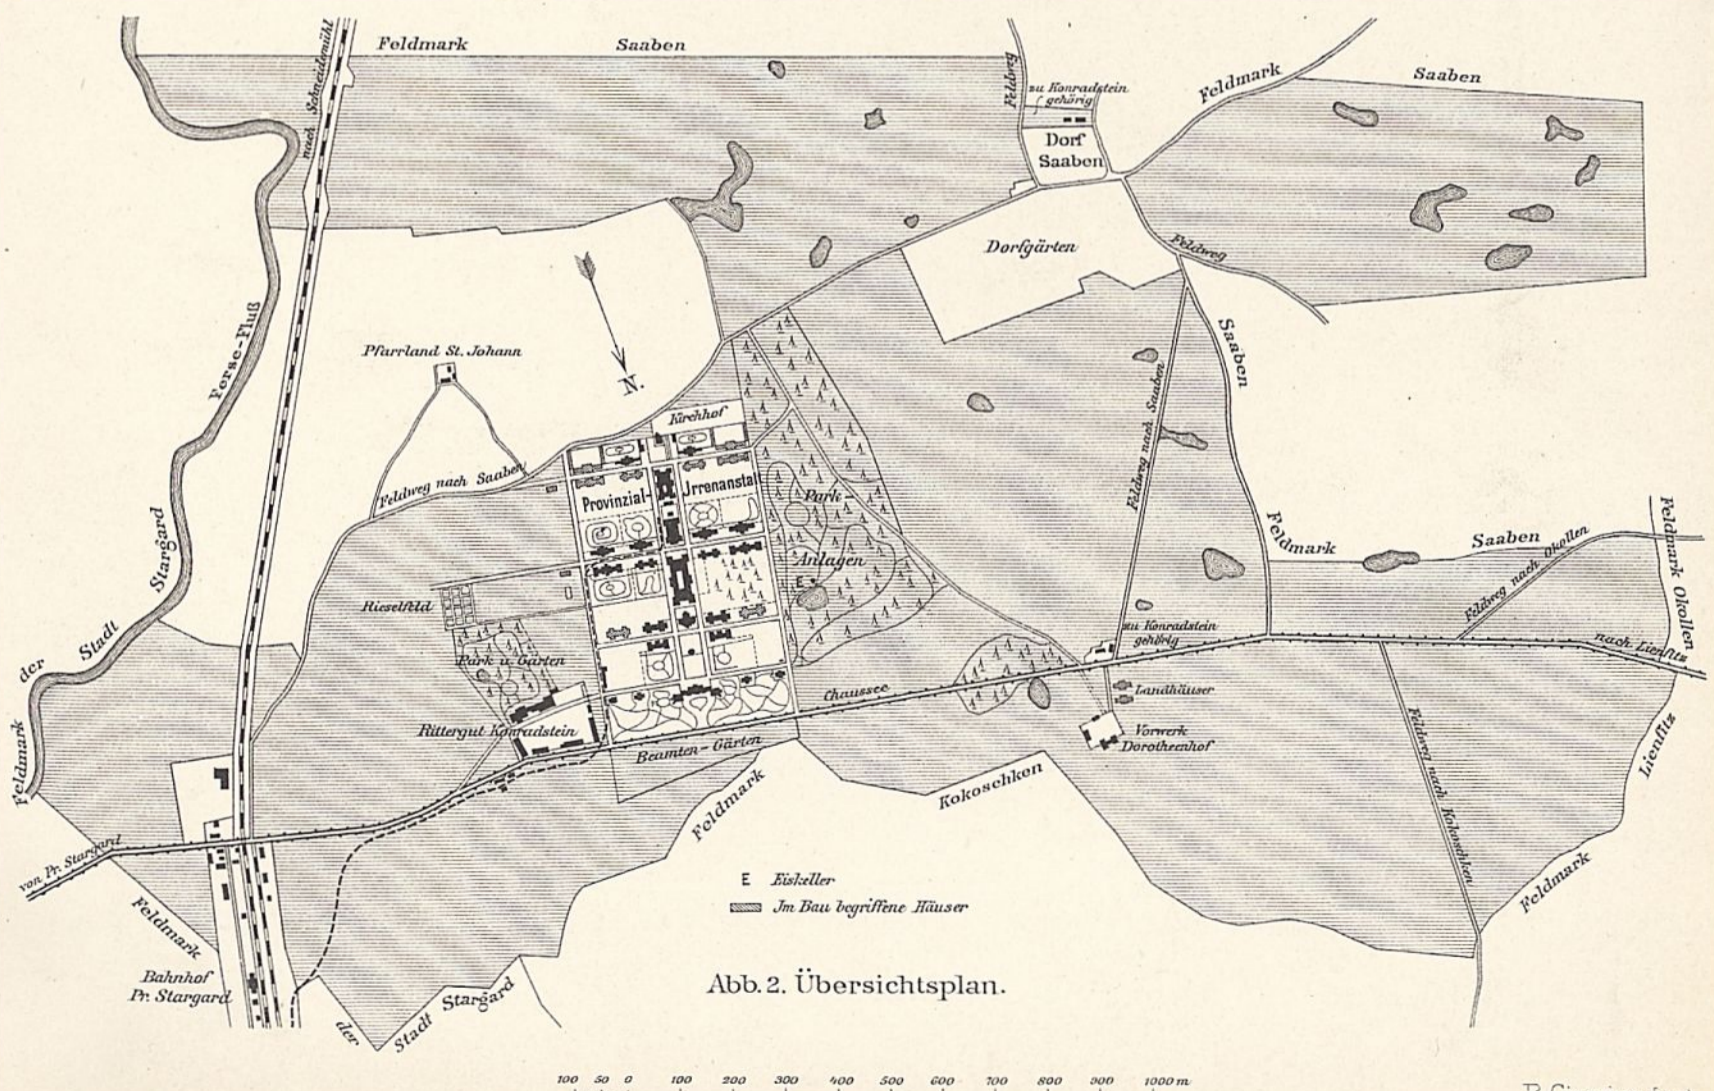 Feldmark Saaben
nach Schneidemühl
Feldweg
zu Konradstein
gehörig
Dorf
Saaben
Feldmark Saaben
Dorfgärten
Feldweg
Ferse-Fluß
Pfarrland St. Johann
N.
Saaben
Feldweg nach Saaben
Kirchhof
Feldweg nach Saaben
Provinzial-Jrrenanstalt
Park-
Anlagen
E
Feldmark Saaben
Feldweg nach Okollen
Feldmark Okollen
Feldmark der Stadt Stargard
Rieselfeld
Park u. Gärten
Rittergut Konradstein
Beamten-Gärten
Chaussee
zu Konradstein
gehörig
Landhäuser
Vorwerk
Dorotheenhof
nach Lienfitz
Feldweg nach Kokoschken
Feldmark Kokoschken
Feldmark Lienfitz
von Pr. Stargard
Feldmark
der Stadt Stargard
Bahnhof
Pr. Stargard
E Eiskeller
Jm Bau begriffene Häuser
Abb. 2. Übersichtsplan.
100 50 0 100 200 300 400 500 600 700 800 900 1000 m